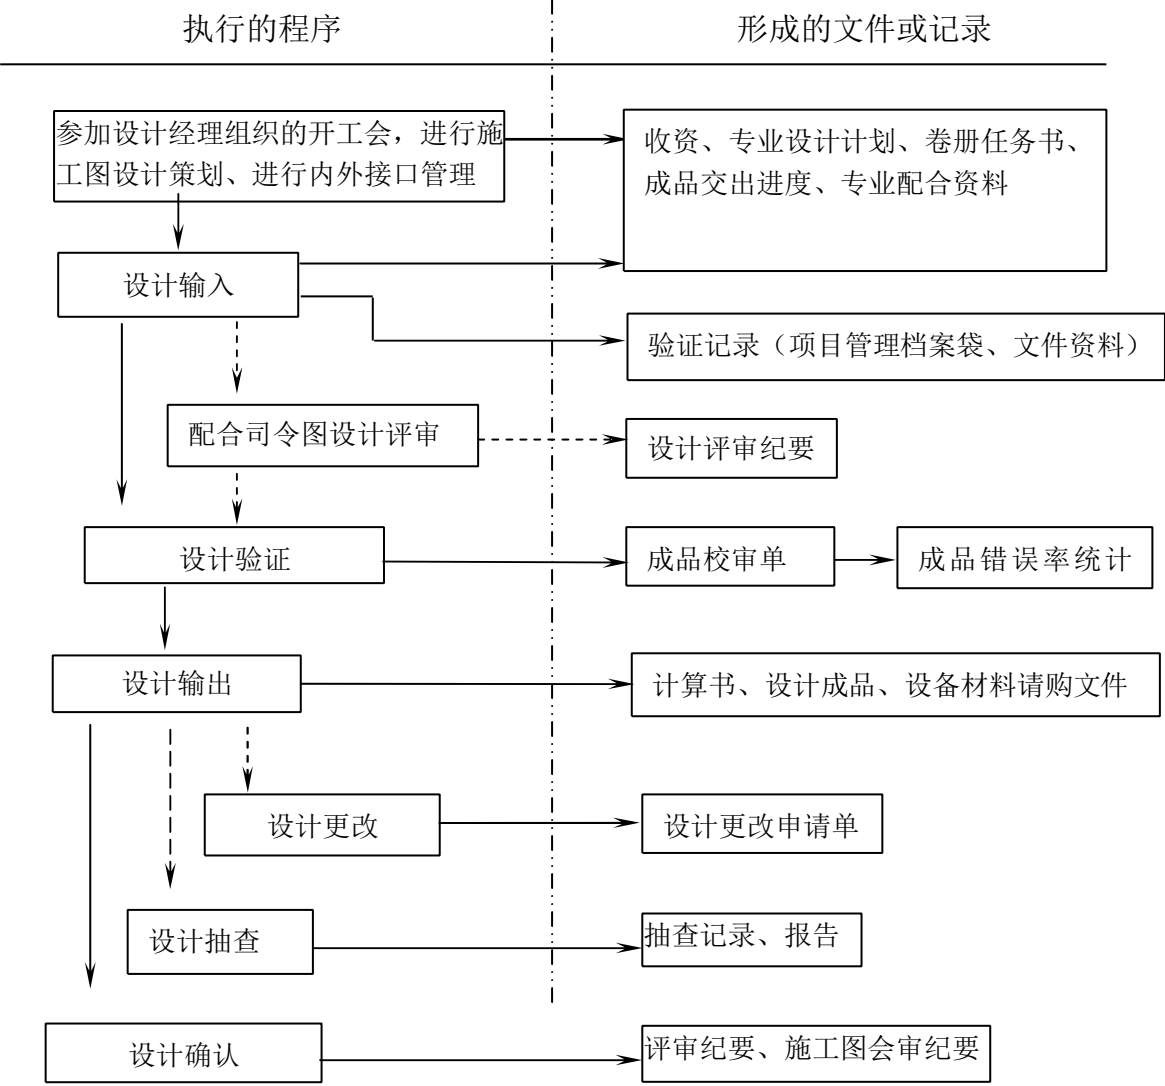 执行的程序
形成的文件或记录
参加设计经理组织的开工会，进行施
工图设计策划、进行内外接口管理
收资、专业设计计划、卷册任务书、
成品交出进度、专业配合资料
设计输入
验证记录（项目管理档案袋、文件资料）
配合司令图设计评审
设计评审纪要
设计验证
成品校审单
成品错误率统计
设计输出
计算书、设计成品、设备材料请购文件
设计更改
设计更改申请单
设计抽查
抽查记录、报告
设计确认
评审纪要、施工图会审纪要